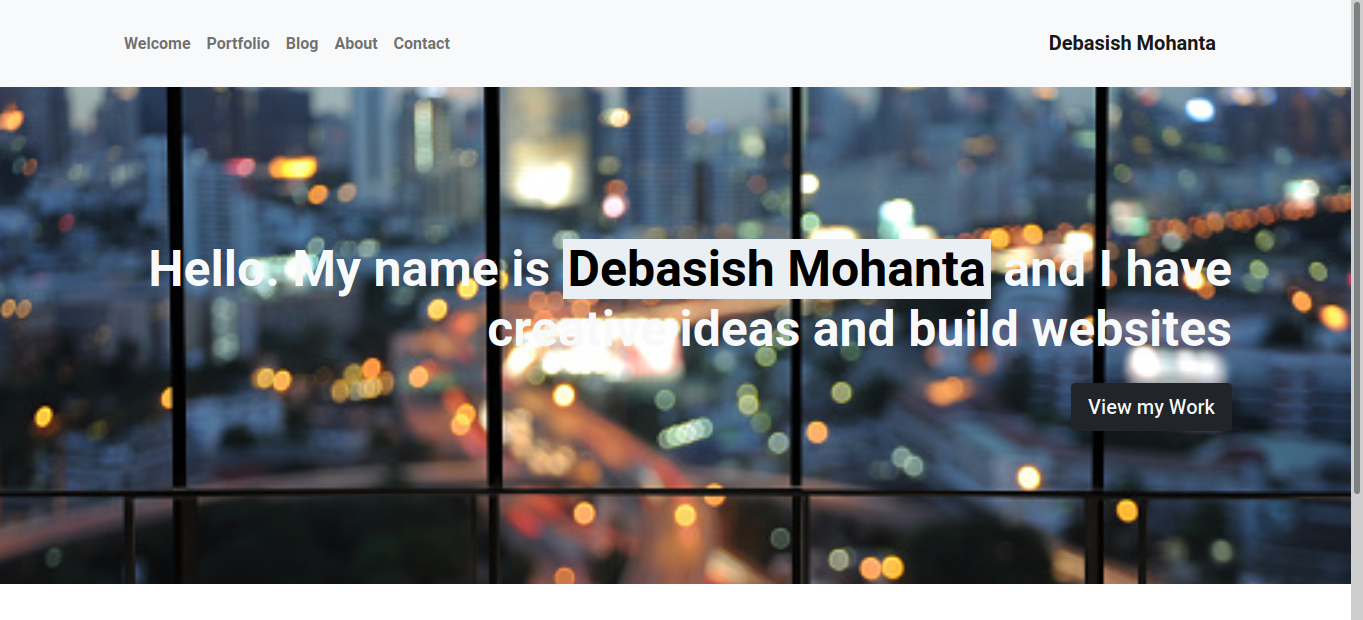 Welcome Portfolio Blog About Contact Debasish Mohanta
Hello. My name is Debasish Mohanta and I have
creative ideas and build websites
View my Work